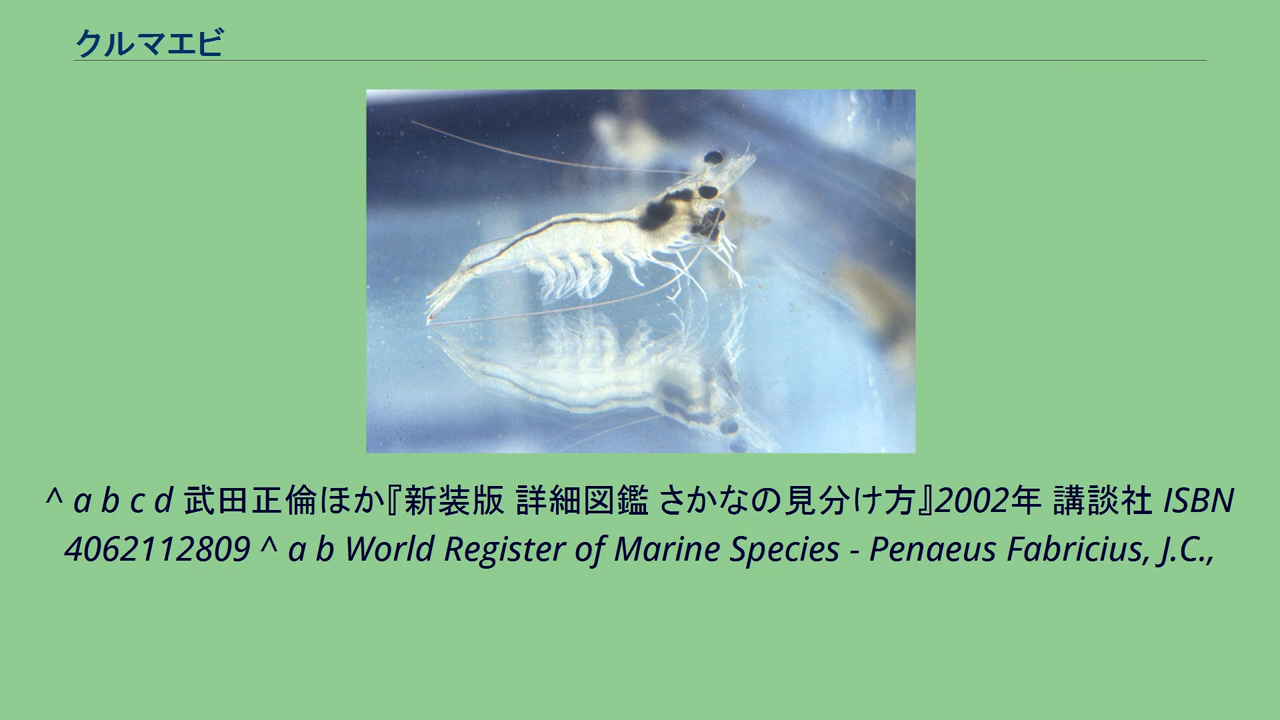 クルマエビ
^ a b c d 武田正倫ほか『新装版 詳細図鑑 さかなの見分け方』2002年 講談社 ISBN
4062112809 ^ a b World Register of Marine Species - Penaeus Fabricius, J.C.,